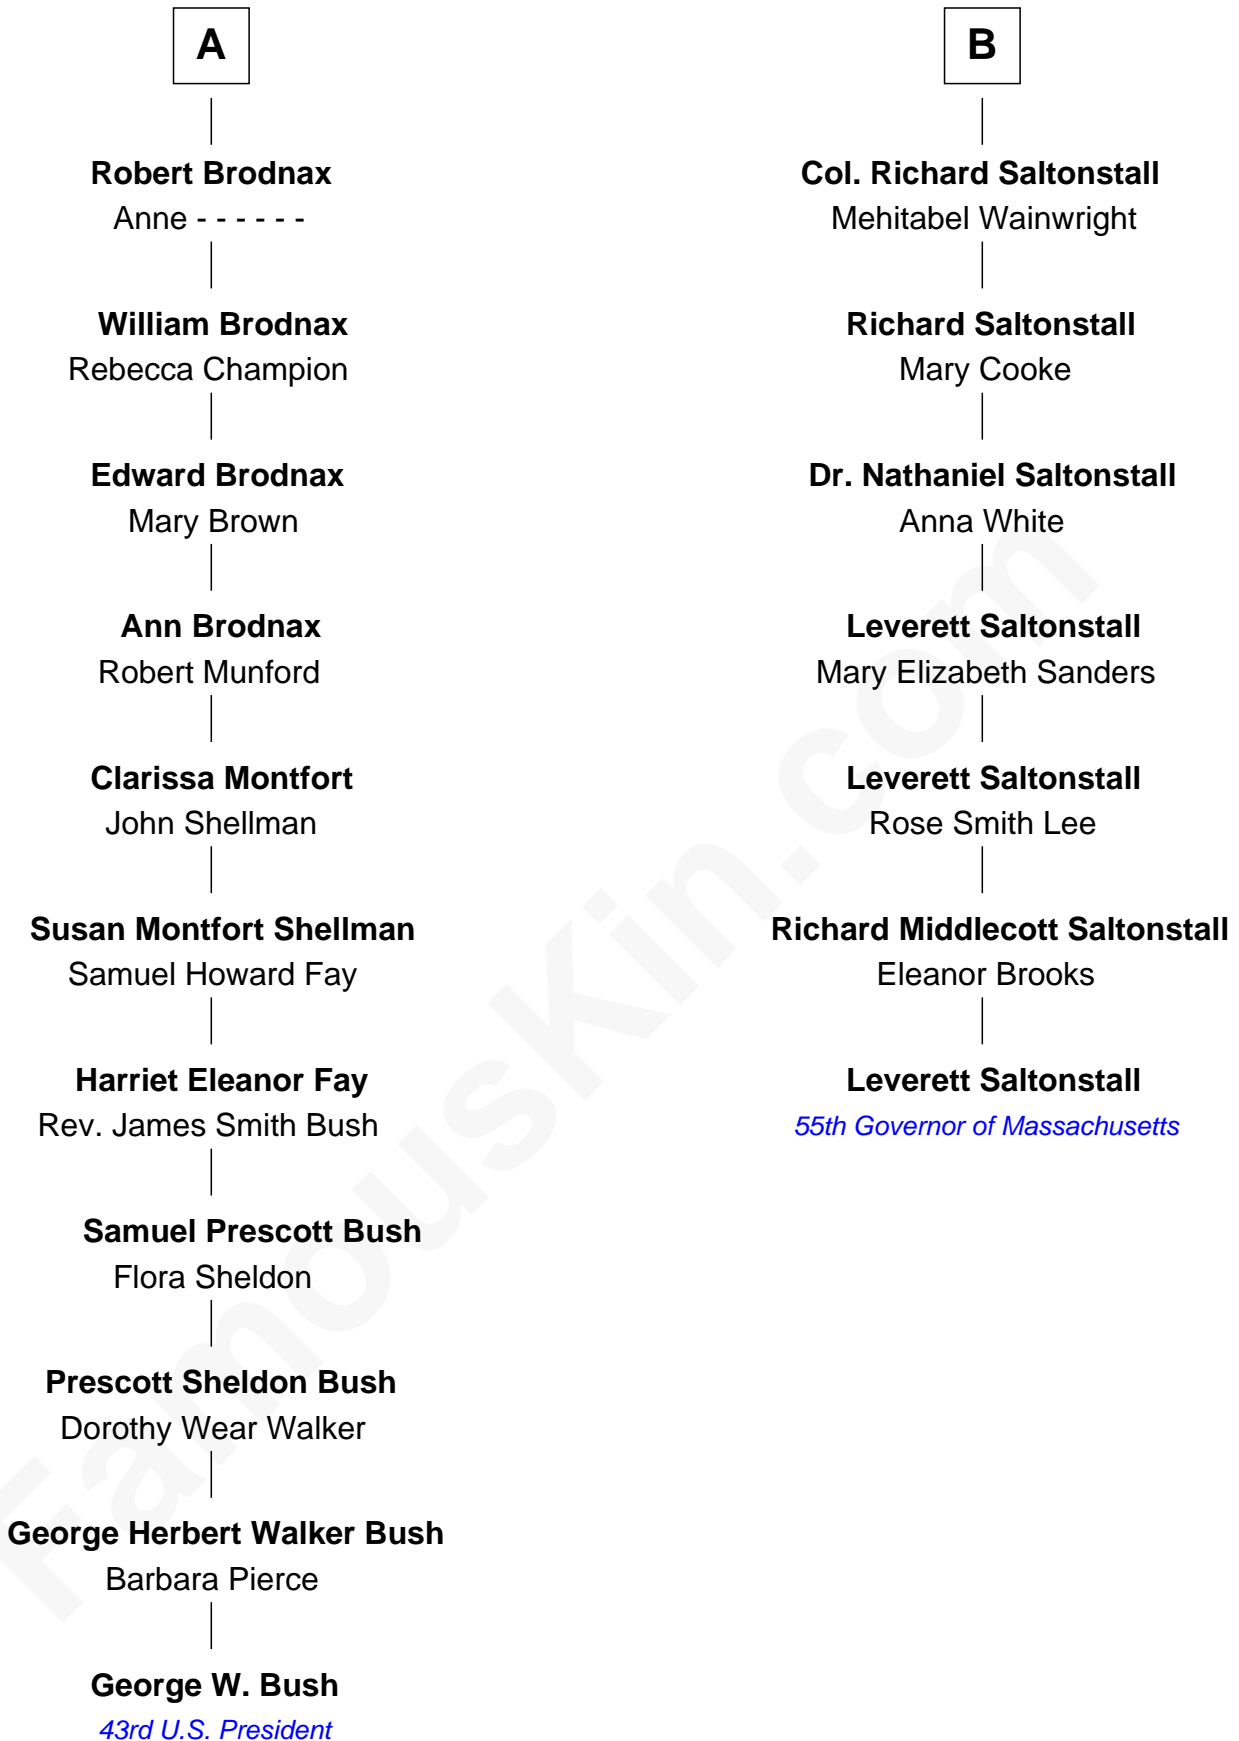 A
Robert Brodnax
Anne - - - - - -
William Brodnax
Rebecca Champion
Edward Brodnax
Mary Brown
Ann Brodnax
Robert Munford
Clarissa Montfort
John Shellman
Susan Montfort Shellman
Samuel Howard Fay
Harriet Eleanor Fay
Rev. James Smith Bush
Samuel Prescott Bush
Flora Sheldon
Prescott Sheldon Bush
Dorothy Wear Walker
George Herbert Walker Bush
Barbara Pierce
George W. Bush
43rd U.S. President
B
Col. Richard Saltonstall
Mehitabel Wainwright
Richard Saltonstall
Mary Cooke
Dr. Nathaniel Saltonstall
Anna White
Leverett Saltonstall
Mary Elizabeth Sanders
Leverett Saltonstall
Rose Smith Lee
Richard Middlecott Saltonstall
Eleanor Brooks
Leverett Saltonstall
55th Governor of Massachusetts
FamousKin.com